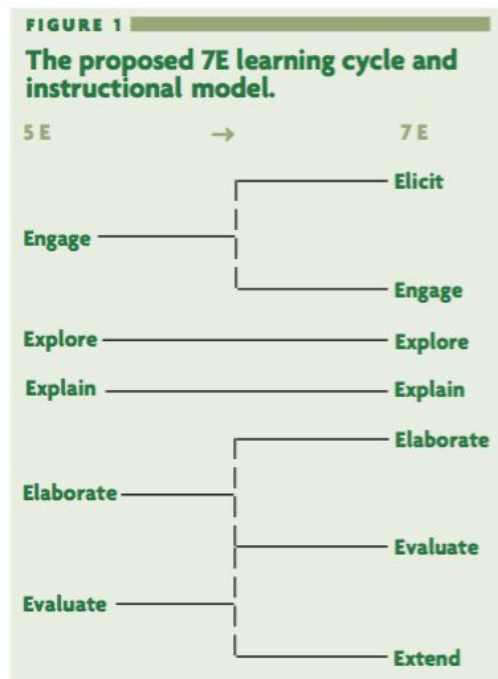 FIGURE 1
The proposed 7E learning cycle and
instructional model.
5E → 7E
Elicit
Engage
Engage
Explore Explore
Explain Explain
Elaborate
Elaborate
Evaluate
Evaluate
Extend